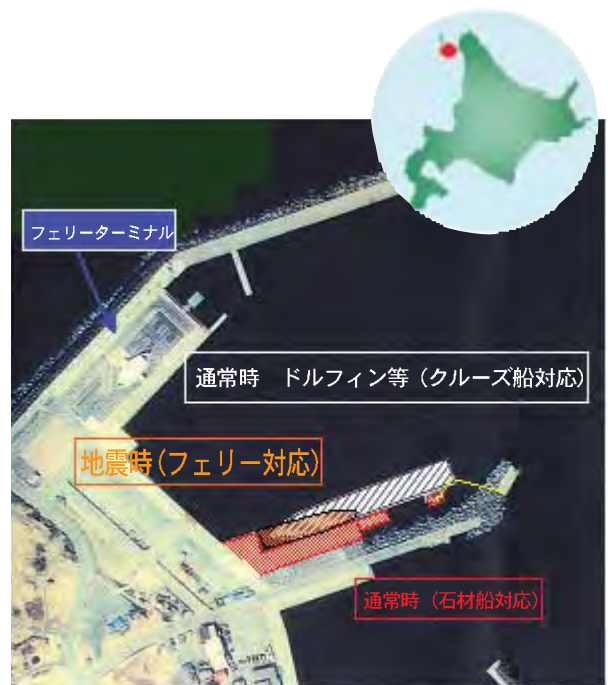 フェリーターミナル
通常時　ドルフィン等（クルーズ船対応）
地震時（フェリー対応）
通常時（石材船対応）